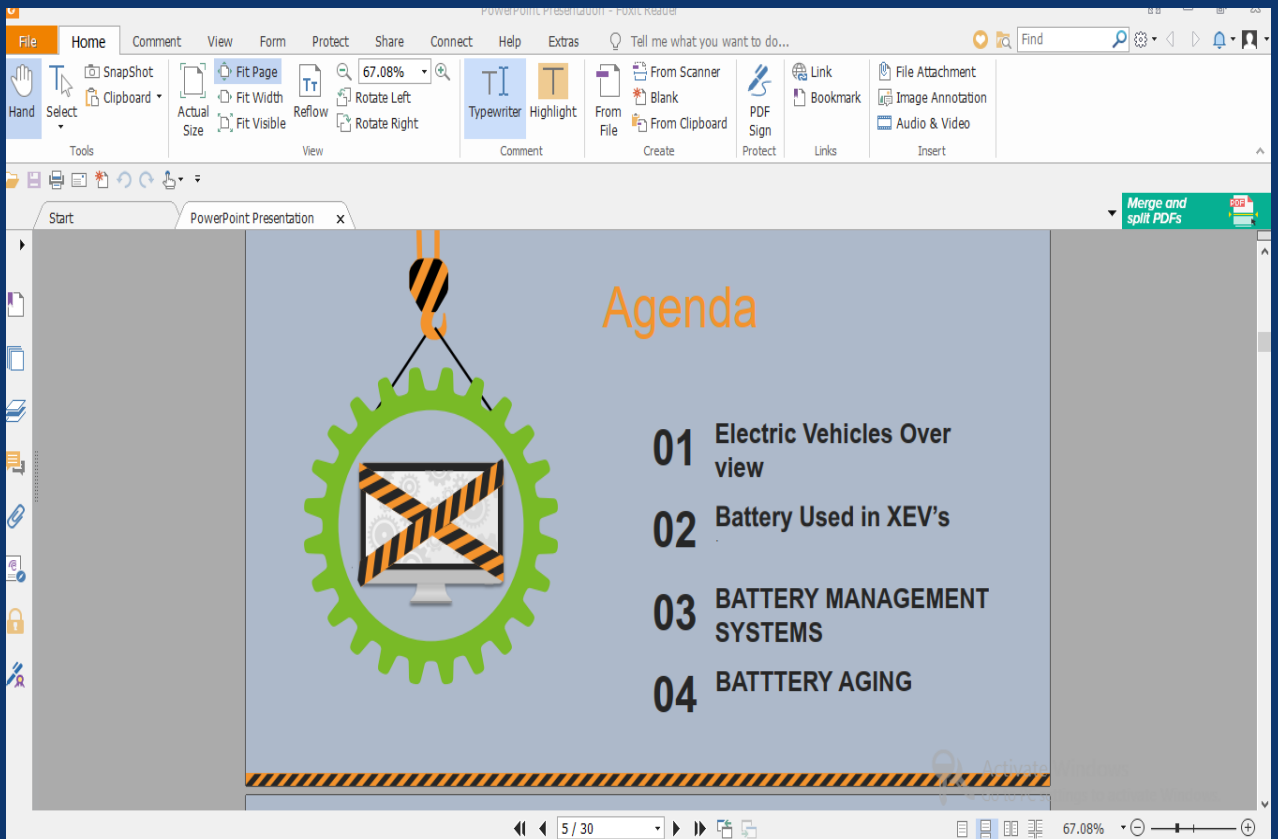 PowerPoint Presentation - Foxit Reader
File Home Comment View Form Protect Share Connect Help Extras Tell me what you want to do... Find
Hand
Select
SnapShot
Clipboard
Tools
Actual Size
Fit Page
Fit Width
Fit Visible
Reflow
67.08%
Rotate Left
Rotate Right
View
Typewriter
Highlight
Comment
From File
From Scanner
Blank
From Clipboard
Create
PDF Sign
Protect
Link
Bookmark
Links
File Attachment
Image Annotation
Audio & Video
Insert
Start
PowerPoint Presentation x
Merge and
split PDFs
PDF
Agenda
01 Electric Vehicles Over
view
02 Battery Used in XEV's
.
03 BATTERY MANAGEMENT
SYSTEMS
04 BATTTERY AGING
Activate Windows
5 / 30
67.08%